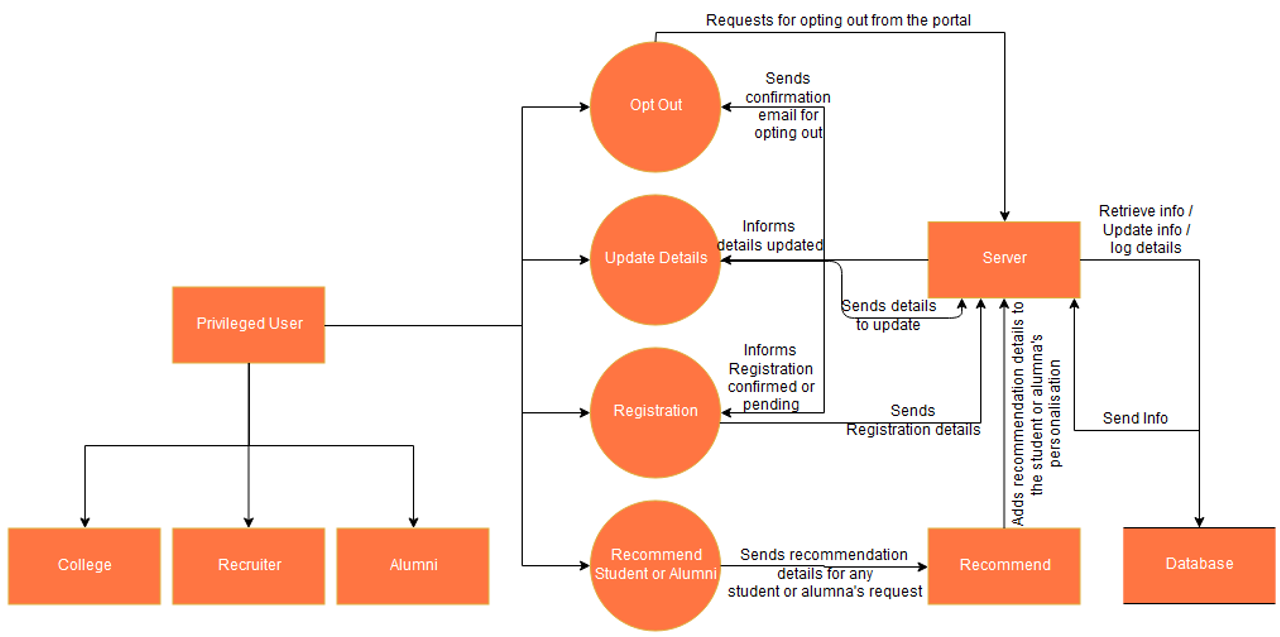 Requests for opting out from the portal
Sends
confirmation
email for
opting out
Opt Out
Retrieve info /
Update info /
log details
Informs
details updated
Update Details
Server
Sends details
to update
Privileged User
Informs
Registration
confirmed or
pending
Registration
Sends
Registration details
Adds recommendation details to
the student or alumna's
personalisation
Send Info
College
Recruiter
Alumni
Recommend
Student or Alumni
Sends recommendation
details for any
student or alumna's request
Recommend
Database